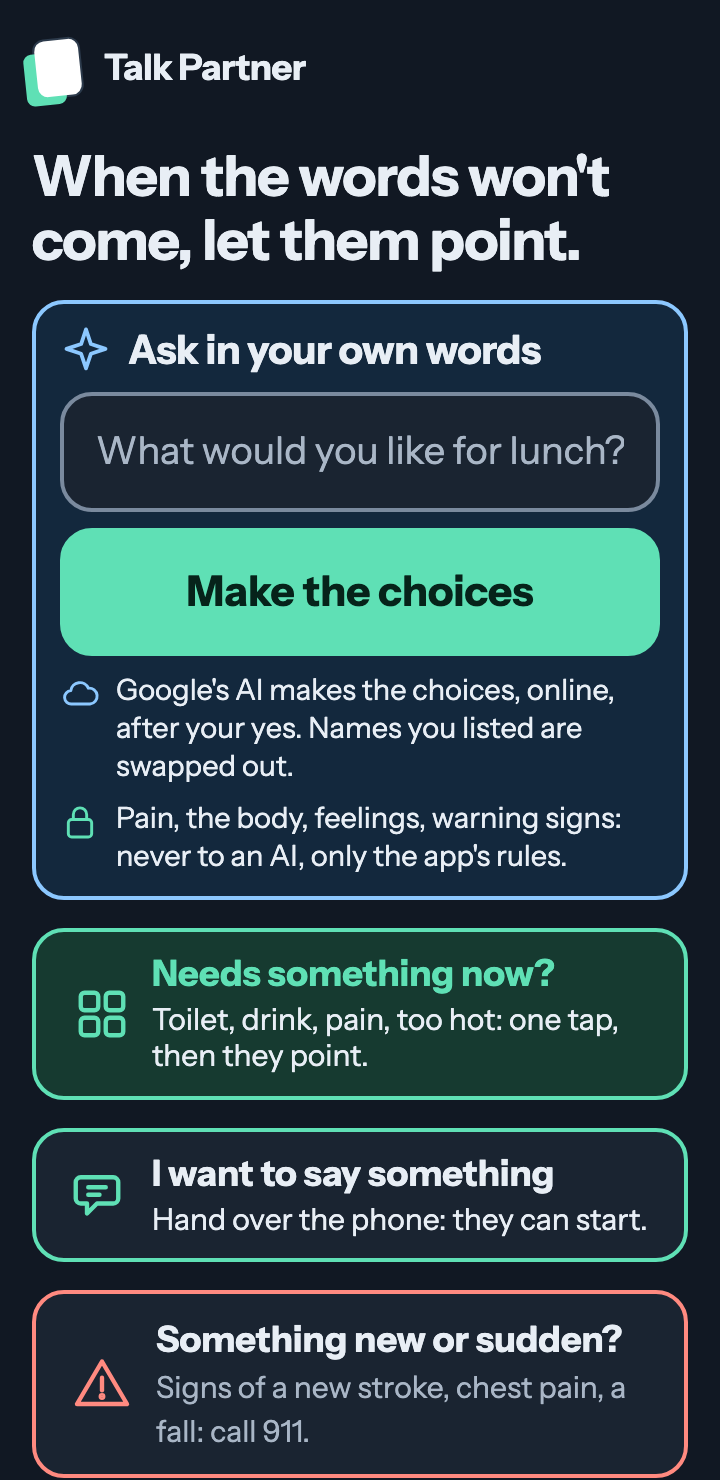 Talk Partner
When the words won't
come, let them point.
Ask in your own words
What would you like for lunch?
Make the choices
Google's AI makes the choices, online,
after your yes. Names you listed are
swapped out.
Pain, the body, feelings, warning signs:
never to an AI, only the app's rules.
Needs something now?
Toilet, drink, pain, too hot: one tap,
then they point.
I want to say something
Hand over the phone: they can start.
Something new or sudden?
Signs of a new stroke, chest pain, a
fall: call 911.